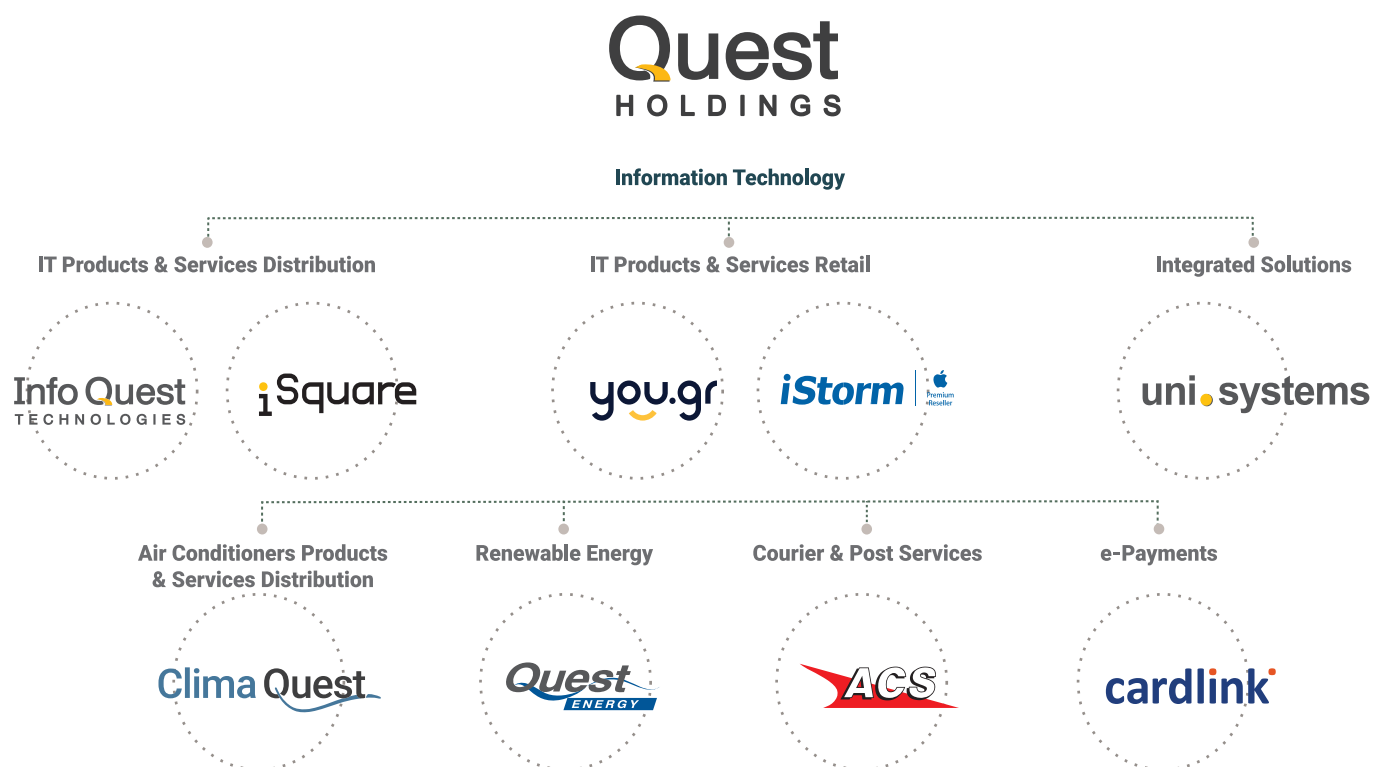 Quest
HOLDINGS
Information Technology
IT Products & Services Distribution
IT Products & Services Retail
Integrated Solutions
Info Quest
TECHNOLOGIES
iSquare
you.gr
iStorm
Premium
Reseller
uni.systems
Air Conditioners Products
& Services Distribution
Renewable Energy
Courier & Post Services
e-Payments
Clima Quest
Quest
ENERGY
ACS
cardlink